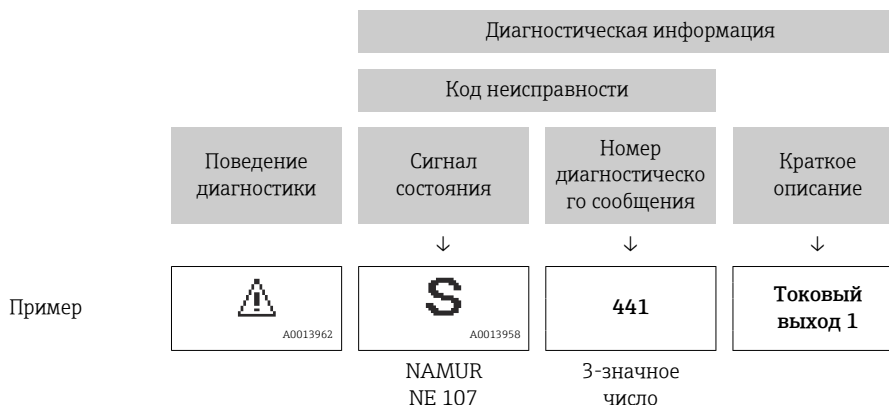 Диагностическая информация
Код неисправности
Поведение
диагностики
Сигнал
состояния
Номер
диагностическо
го сообщения
Краткое
описание
↓ ↓ ↓
Пример
A0013962
S
A0013958
441
Токовый
выход 1
NAMUR
NE 107
3-значное
число